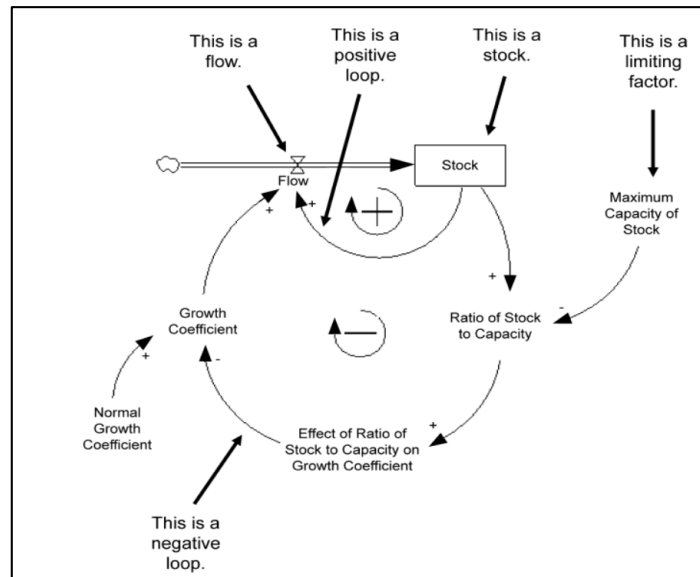 This is a
flow.
This is a
positive
loop.
This is a
stock.
This is a
limiting
factor.
Stock
Flow
+
+
+
Maximum
Capacity of
Stock
+
-
Growth
Coefficient
—
Ratio of Stock
to Capacity
+
-
Normal
Growth
Coefficient
+
Effect of Ratio of
Stock to Capacity on
Growth Coefficient
This is a
negative
loop.